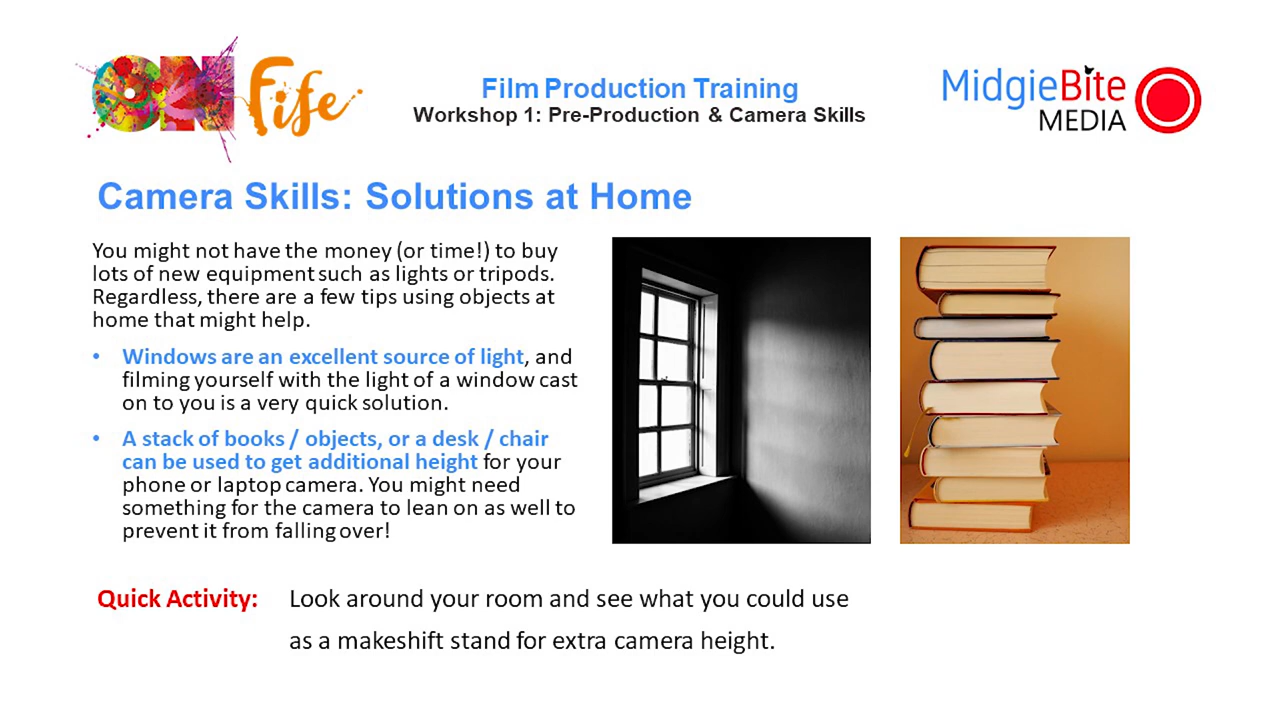 ON Fife
Film Production Training
Workshop 1: Pre-Production & Camera Skills
MidgieBite
MEDIA
Camera Skills: Solutions at Home
You might not have the money (or time!) to buy
lots of new equipment such as lights or tripods.
Regardless, there are a few tips using objects at
home that might help.
• Windows are an excellent source of light, and
filming yourself with the light of a window cast
on to you is a very quick solution.
• A stack of books / objects, or a desk / chair
can be used to get additional height for your
phone or laptop camera. You might need
something for the camera to lean on as well to
prevent it from falling over!
Quick Activity: Look around your room and see what you could use
as a makeshift stand for extra camera height.